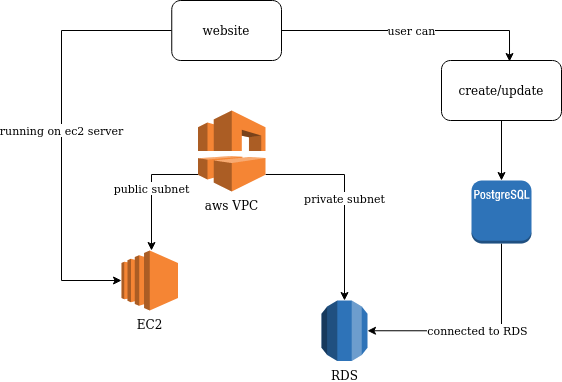 website
user can
create/update
running on ec2 server
public subnet
aws VPC
private subnet
PostgreSQL
EC2
connected to RDS
RDS